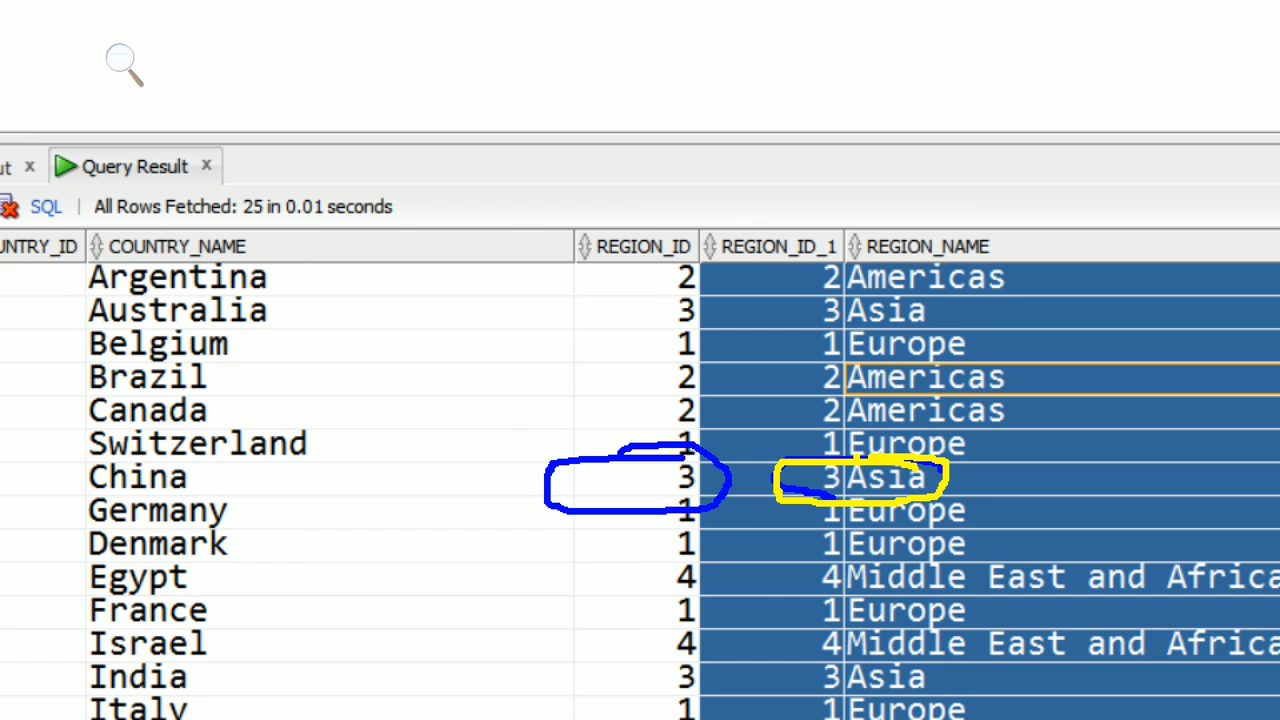 ut x Query Result x
SQL | All Rows Fetched: 25 in 0.01 seconds
UNTRY_ID COUNTRY_NAME REGION_ID REGION_ID_1 REGION_NAME
Argentina 2 2 Americas
Australia 3 3 Asia
Belgium 1 1 Europe
Brazil 2 2 Americas
Canada 2 2 Americas
Switzerland 1 1 Europe
China 3 3 Asia
Germany 1 1 Europe
Denmark 1 1 Europe
Egypt 4 4 Middle East and Africa
France 1 1 Europe
Israel 4 4 Middle East and Africa
India 3 3 Asia
Italy 1 1 Europe